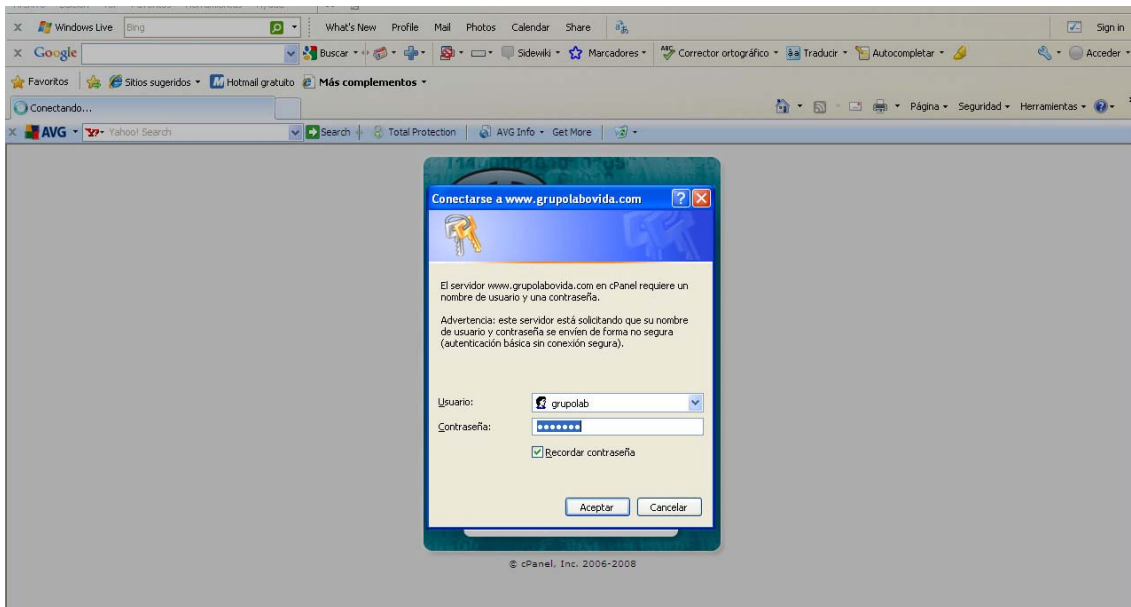 Windows Live Bing What's New Profile Mail Photos Calendar Share Sign in
Google Buscar Sidewiki Marcadores Corrector ortográfico Traducir Autocompletar Acceder
Favoritos Sitios sugeridos Hotmail gratuito Más complementos
Conectando... Página Seguridad Herramientas
AVG Yahoo! Search Search Total Protection AVG Info Get More
Conectarse a www.grupolabovida.com
El servidor www.grupolabovida.com en cPanel requiere un
nombre de usuario y una contraseña.
Advertencia: este servidor está solicitando que su nombre
de usuario y contraseña se envíen de forma no segura
(autenticación básica sin conexión segura).
Usuario: grupolab
Contraseña:
Recordar contraseña
Aceptar Cancelar
© cPanel, Inc. 2006-2008